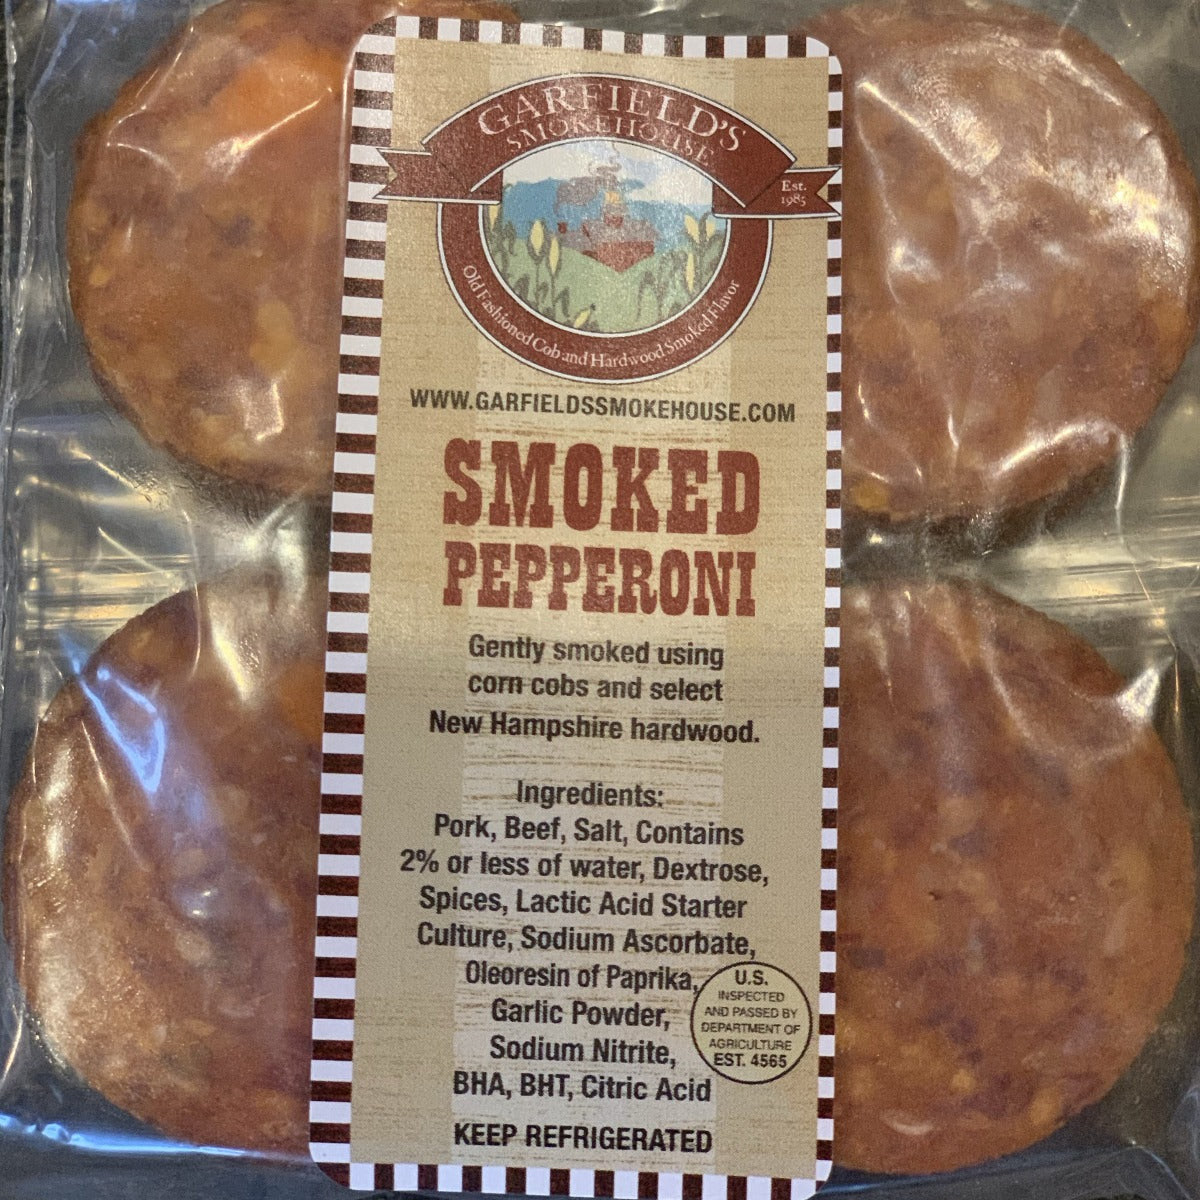 GARFIELD'S
SMOKEHOUSE
Est.
1985
Old Fashioned Cob and Hardwood Smoked Flavor
WWW.GARFIELDSSMOKEHOUSE.COM
SMOKED
PEPPERONI
Gently smoked using
corn cobs and select
New Hampshire hardwood.
Ingredients:
Pork, Beef, Salt, Contains
2% or less of water, Dextrose,
Spices, Lactic Acid Starter
Culture, Sodium Ascorbate,
Oleoresin of Paprika,
Garlic Powder,
Sodium Nitrite,
BHA, BHT, Citric Acid
U.S.
INSPECTED
AND PASSED BY
DEPARTMENT OF
AGRICULTURE
EST. 4565
KEEP REFRIGERATED